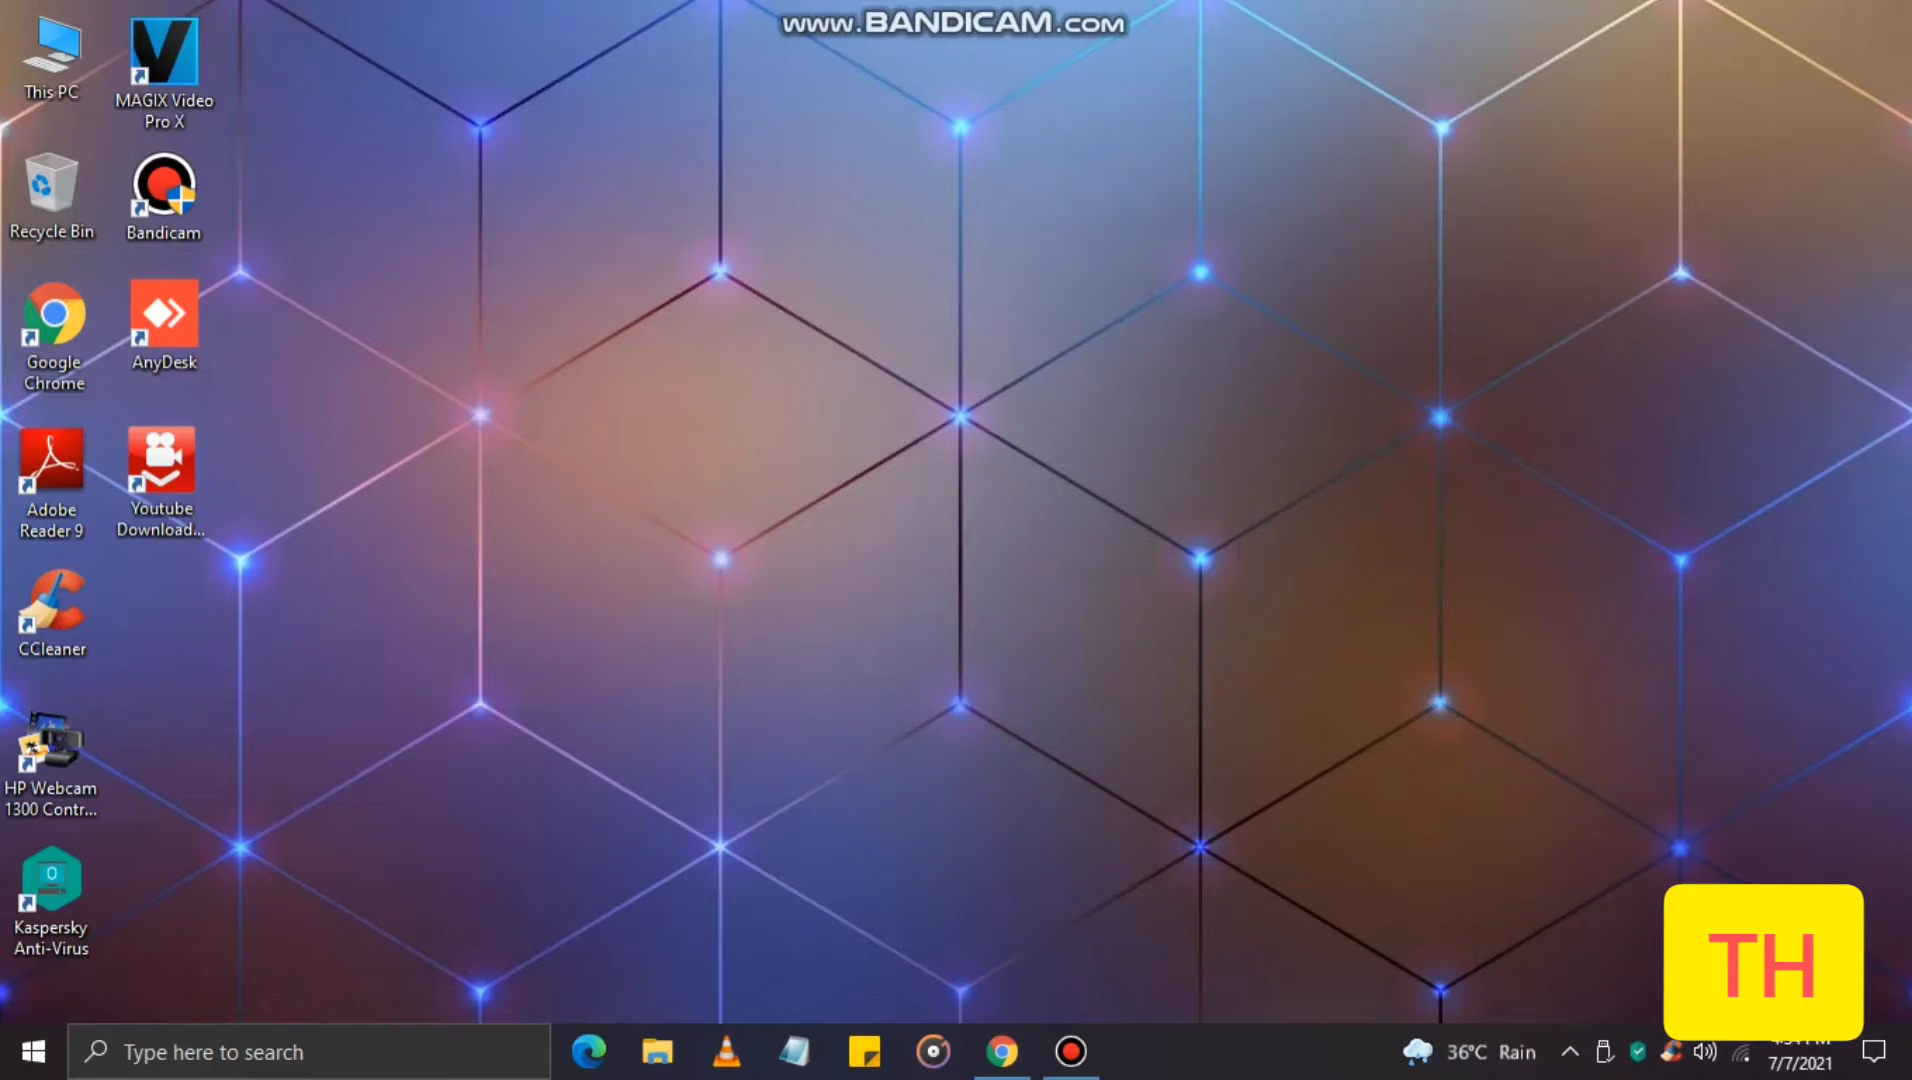 www.BANDICAM.com
This PC
MAGIX Video
Pro X
Recycle Bin
Bandicam
Google
Chrome
AnyDesk
Adobe
Reader 9
Youtube
Download...
CCleaner
HP Webcam
1300 Contr...
Kaspersky
Anti-Virus
TH
Type here to search
36°C Rain
7/7/2021